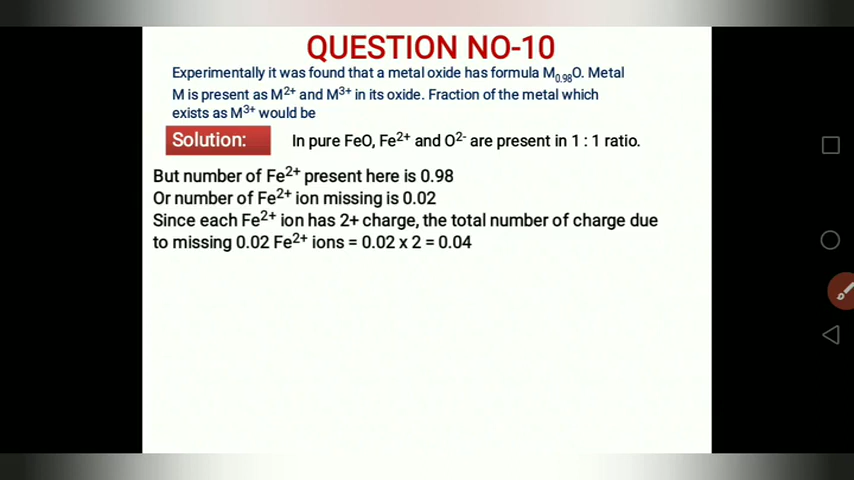 QUESTION NO-10
Experimentally it was found that a metal oxide has formula M₀.₉₈O. Metal
M is present as M²⁺ and M³⁺ in its oxide. Fraction of the metal which
exists as M³⁺ would be
Solution: In pure FeO, Fe²⁺ and O²⁻ are present in 1 : 1 ratio.
But number of Fe²⁺ present here is 0.98
Or number of Fe²⁺ ion missing is 0.02
Since each Fe²⁺ ion has 2+ charge, the total number of charge due
to missing 0.02 Fe²⁺ ions = 0.02 x 2 = 0.04